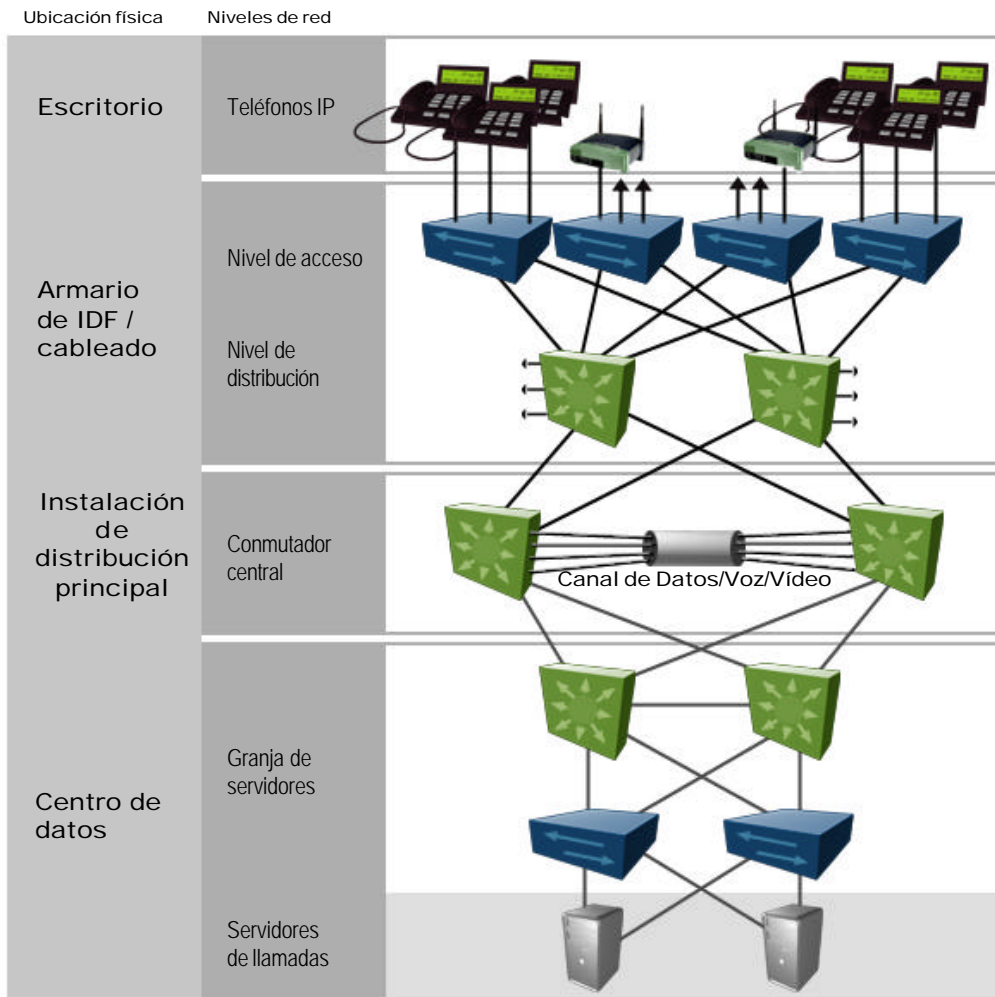 Ubicación física
Niveles de red
Escritorio
Teléfonos IP
Armario
de IDF /
cableado
Nivel de acceso
Nivel de
distribución
Instalación
de
distribución
principal
Conmutador
central
Canal de Datos/Voz/Vídeo
Centro de
datos
Granja de
servidores
Servidores
de llamadas